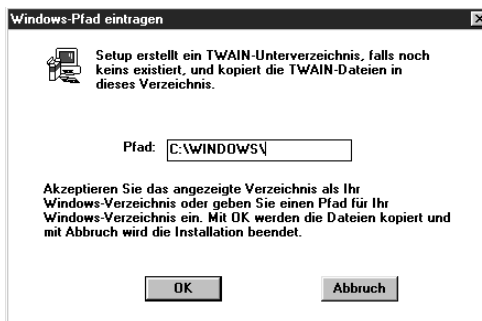 Windows-Pfad eintragen
Setup erstellt ein TWAIN-Unterverzeichnis, falls noch
keins existiert, und kopiert die TWAIN-Dateien in
dieses Verzeichnis.
Pfad: C:\WINDOWS\
Akzeptieren Sie das angezeigte Verzeichnis als Ihr
Windows-Verzeichnis oder geben Sie einen Pfad für Ihr
Windows-Verzeichnis ein. Mit OK werden die Dateien kopiert und
mit Abbruch wird die Installation beendet.
OK Abbruch